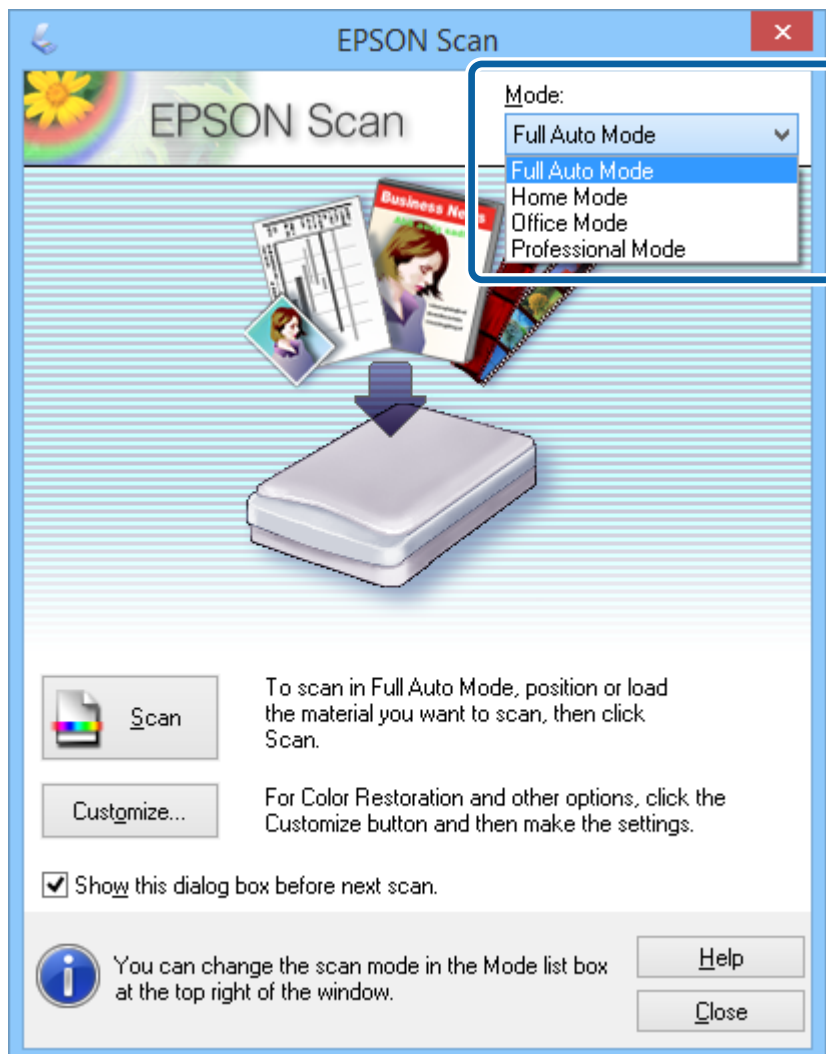 EPSON Scan
EPSON Scan
Mode:
Full Auto Mode
Full Auto Mode
Home Mode
Office Mode
Professional Mode
Business Ne
Scan
To scan in Full Auto Mode, position or load
the material you want to scan, then click
Scan.
Customize...
For Color Restoration and other options, click the
Customize button and then make the settings.
Show this dialog box before next scan.
You can change the scan mode in the Mode list box
at the top right of the window.
Help
Close